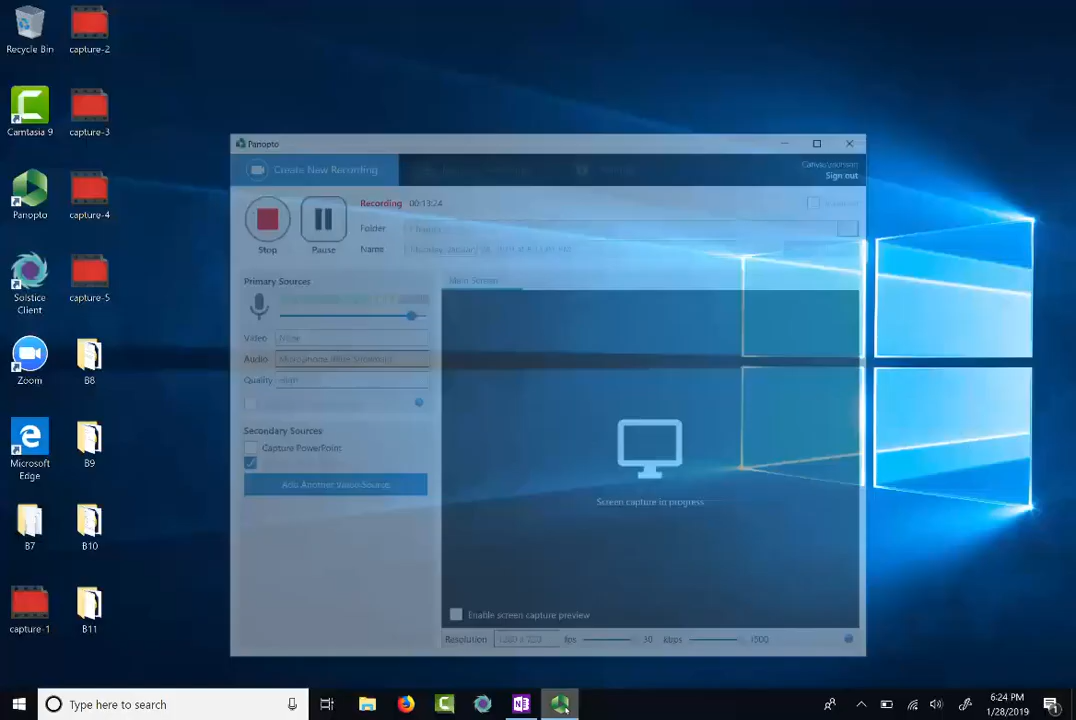 Recycle Bin
capture-2
Camtasia 9
capture-3
Panopto
capture-4
Solstice
Client
capture-5
Zoom
B8
Microsoft
Edge
B9
B7
B10
capture-1
B11
Panopto
Create New Recording
Sign out
Recording 00:13:24
Folder
Name
Stop
Pause
Primary Sources
Main Screen
Video None
Audio
Quality
Secondary Sources
Capture PowerPoint
Add Another Video Source
Screen capture in progress
Enable screen capture preview
Resolution
fps 30 kbps 1500
Type here to search
6:24 PM
1/28/2019
1